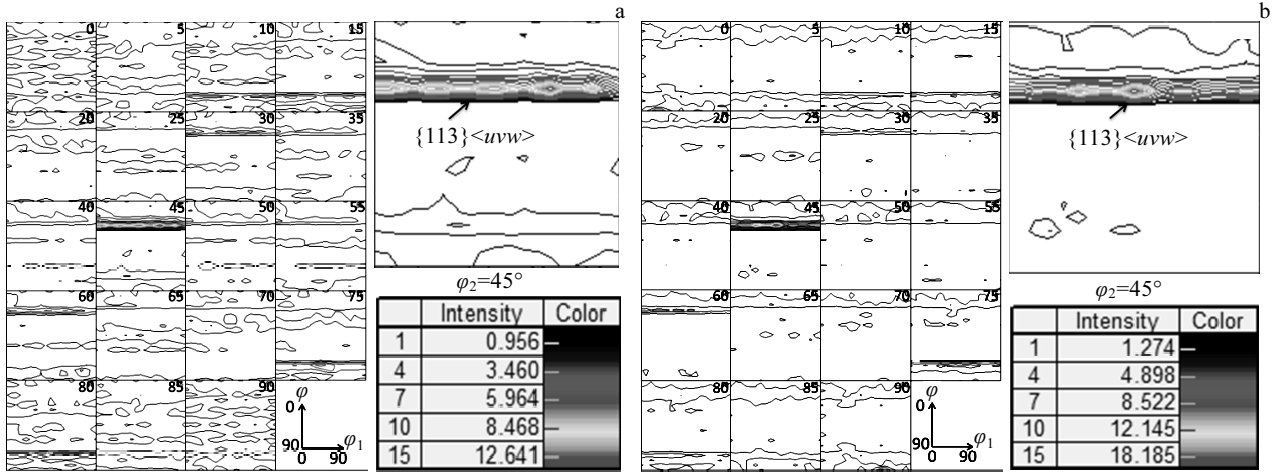 a
0 5 10 15
20 25 30 35
40 45 50 55
60 65 70 75
80 85 90
φ
0
90
φ1
0 90
{113}<uvw>
φ2=45°
Intensity Color
1 0.956
4 3.460
7 5.964
10 8.468
15 12.641
b
0 5 10 15
20 25 30 35
40 45 50 55
60 65 70 75
80 85 90
φ
0
90
φ1
0 90
{113}<uvw>
φ2=45°
Intensity Color
1 1.274
4 4.898
7 8.522
10 12.145
15 18.185